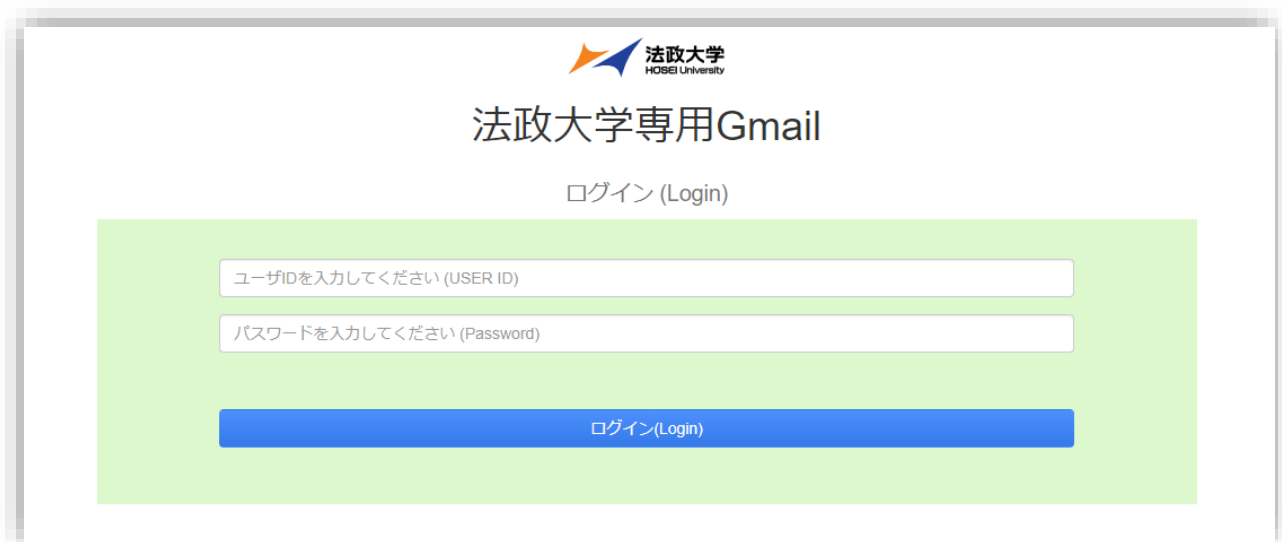 法政大学
HOSEI University
法政大学専用Gmail
ログイン (Login)
ユーザIDを入力してください (USER ID)
パスワードを入力してください (Password)
ログイン(Login)